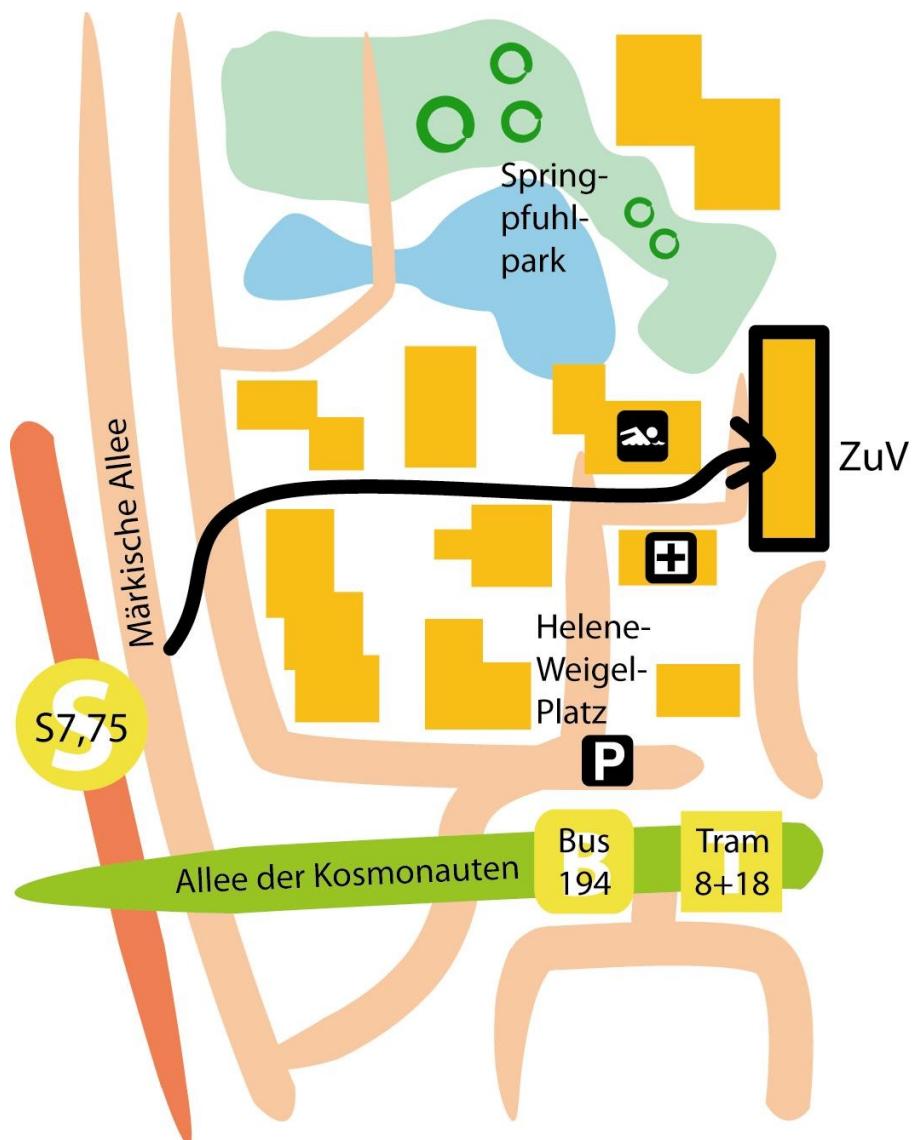 Spring-
pfuhl-
park
Märkische Allee
ZuV
Helene-
Weigel-
Platz
S
S7,75
P
Allee der Kosmonauten
B
Bus
194
T
Tram
8+18